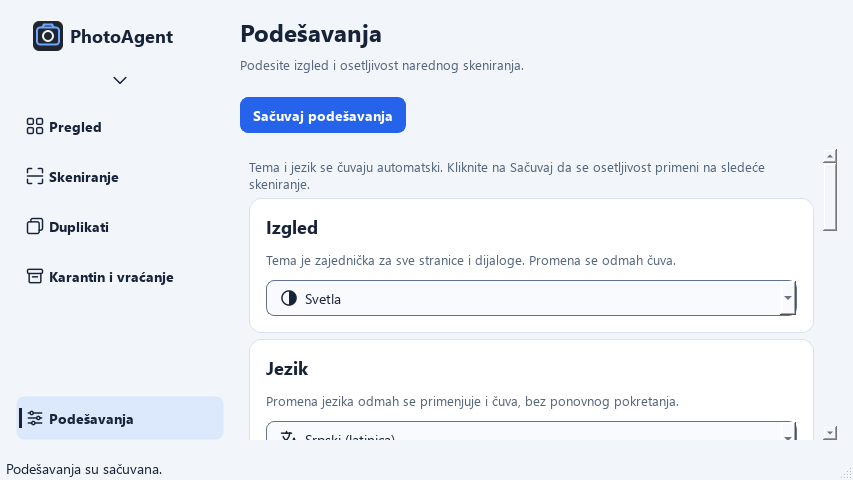 PhotoAgent
Pregled
Skeniranje
Duplikati
Karantin i vraćanje
Podešavanja
Podešavanja
Podesite izgled i osetljivost narednog skeniranja.
Sačuvaj podešavanja
Tema i jezik se čuvaju automatski. Kliknite na Sačuvaj da se osetljivost primeni na sledeće
skeniranje.
Izgled
Tema je zajednička za sve stranice i dijaloge. Promena se odmah čuva.
Svetla
Jezik
Promena jezika odmah se primenjuje i čuva, bez ponovnog pokretanja.
Srpski (latinica)
Podešavanja su sačuvana.